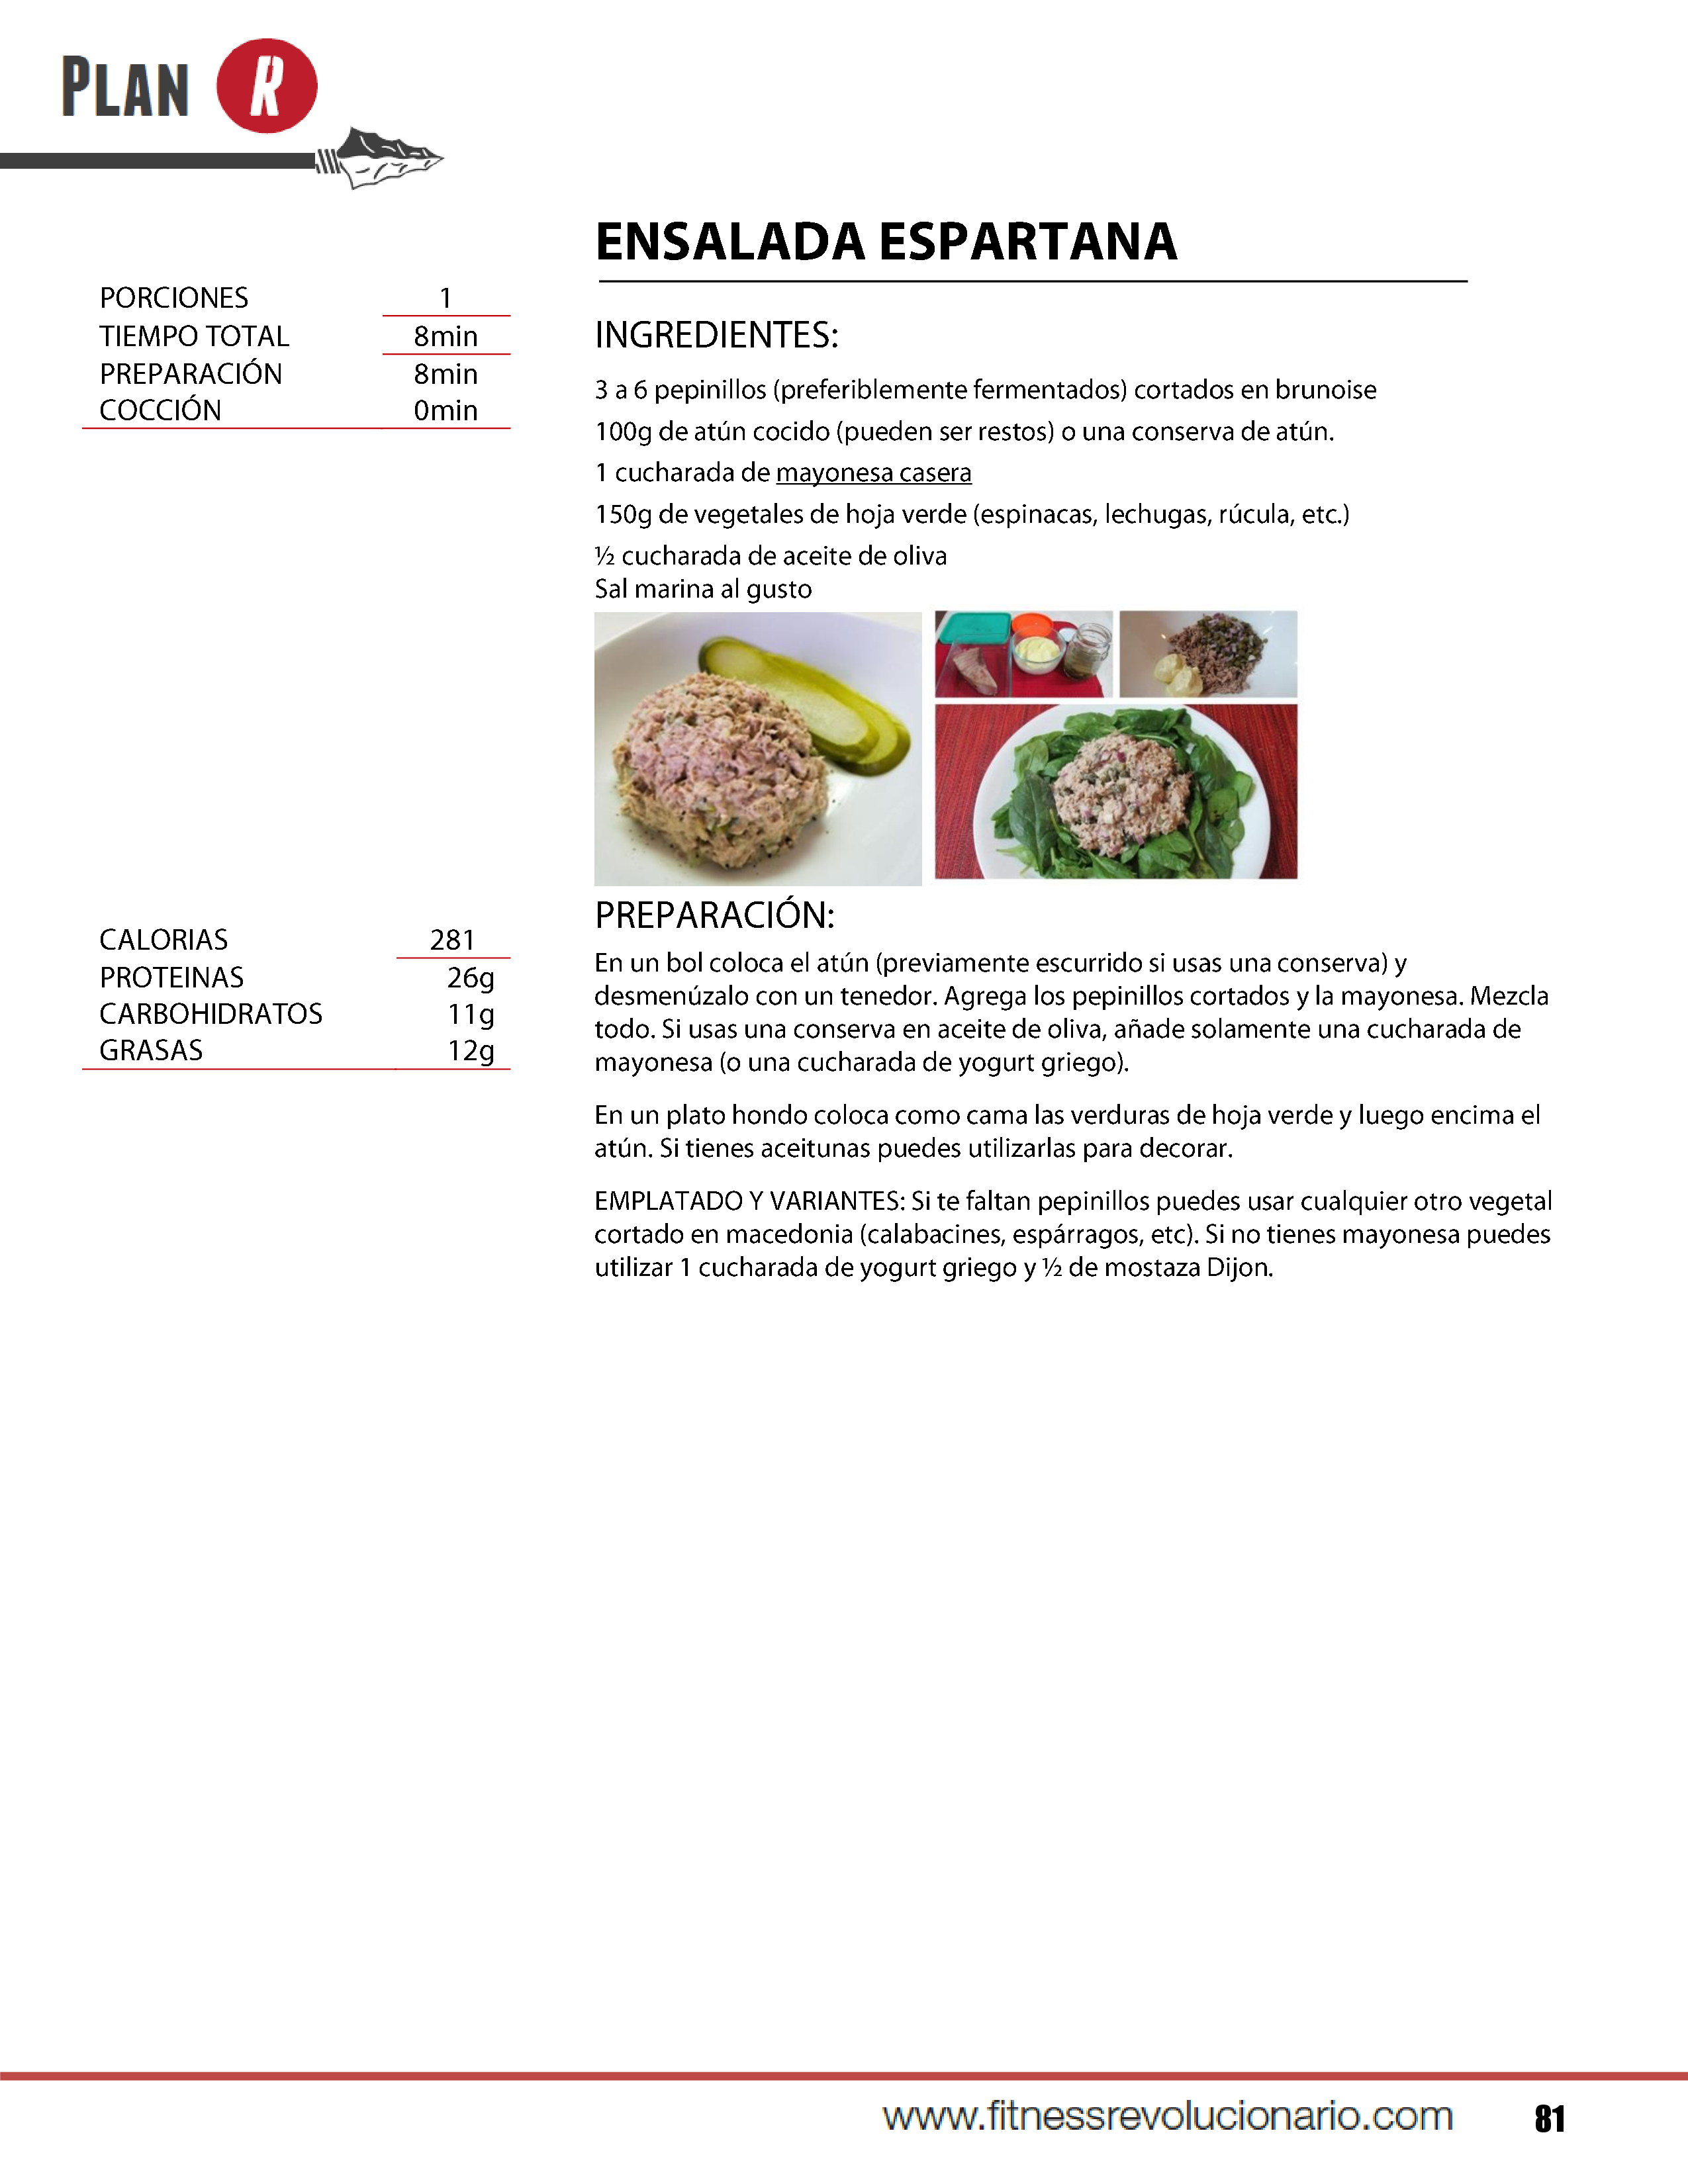 PLAN R
ENSALADA ESPARTANA
PORCIONES 1
TIEMPO TOTAL 8min
PREPARACIÓN 8min
COCCIÓN 0min
INGREDIENTES:
3 a 6 pepinillos (preferiblemente fermentados) cortados en brunoise
100g de atún cocido (pueden ser restos) o una conserva de atún.
1 cucharada de mayonesa casera
150g de vegetales de hoja verde (espinacas, lechugas, rúcula, etc.)
½ cucharada de aceite de oliva
Sal marina al gusto
CALORIAS 281
PROTEINAS 26g
CARBOHIDRATOS 11g
GRASAS 12g
PREPARACIÓN:
En un bol coloca el atún (previamente escurrido si usas una conserva) y
desmenúzalo con un tenedor. Agrega los pepinillos cortados y la mayonesa. Mezcla
todo. Si usas una conserva en aceite de oliva, añade solamente una cucharada de
mayonesa (o una cucharada de yogurt griego).
En un plato hondo coloca como cama las verduras de hoja verde y luego encima el
atún. Si tienes aceitunas puedes utilizarlas para decorar.
EMPLATADO Y VARIANTES: Si te faltan pepinillos puedes usar cualquier otro vegetal
cortado en macedonia (calabacines, espárragos, etc). Si no tienes mayonesa puedes
utilizar 1 cucharada de yogurt griego y ½ de mostaza Dijon.
www.fitnessrevolucionario.com 81